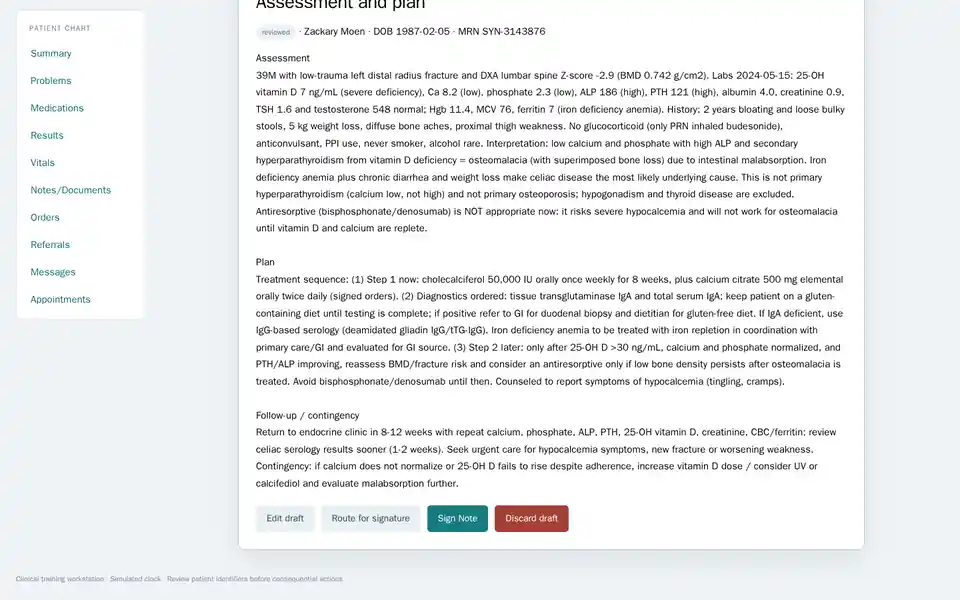 Assessment and plan
PATIENT CHART
Summary
Problems
Medications
Results
Vitals
Notes/Documents
Orders
Referrals
Messages
Appointments
reviewed · Zackary Moen · DOB 1987-02-05 · MRN SYN-3143876
Assessment
39M with low-trauma left distal radius fracture and DXA lumbar spine Z-score -2.9 (BMD 0.742 g/cm2). Labs 2024-05-15: 25-OH
vitamin D 7 ng/mL (severe deficiency), Ca 8.2 (low), phosphate 2.3 (low), ALP 186 (high), PTH 121 (high), albumin 4.0, creatinine 0.9,
TSH 1.6 and testosterone 548 normal; Hgb 11.4, MCV 76, ferritin 7 (iron deficiency anemia). History: 2 years bloating and loose bulky
stools, 5 kg weight loss, diffuse bone aches, proximal thigh weakness. No glucocorticoid (only PRN inhaled budesonide),
anticonvulsant, PPI use, never smoker, alcohol rare. Interpretation: low calcium and phosphate with high ALP and secondary
hyperparathyroidism from vitamin D deficiency = osteomalacia (with superimposed bone loss) due to intestinal malabsorption. Iron
deficiency anemia plus chronic diarrhea and weight loss make celiac disease the most likely underlying cause. This is not primary
hyperparathyroidism (calcium low, not high) and not primary osteoporosis; hypogonadism and thyroid disease are excluded.
Antiresorptive (bisphosphonate/denosumab) is NOT appropriate now: it risks severe hypocalcemia and will not work for osteomalacia
until vitamin D and calcium are replete.
Plan
Treatment sequence: (1) Step 1 now: cholecalciferol 50,000 IU orally once weekly for 8 weeks, plus calcium citrate 500 mg elemental
orally twice daily (signed orders). (2) Diagnostics ordered: tissue transglutaminase IgA and total serum IgA; keep patient on a gluten-
containing diet until testing is complete; if positive refer to GI for duodenal biopsy and dietitian for gluten-free diet. If IgA deficient, use
IgG-based serology (deamidated gliadin IgG/tTG-IgG). Iron deficiency anemia to be treated with iron repletion in coordination with
primary care/GI and evaluated for GI source. (3) Step 2 later: only after 25-OH D >30 ng/mL, calcium and phosphate normalized, and
PTH/ALP improving, reassess BMD/fracture risk and consider an antiresorptive only if low bone density persists after osteomalacia is
treated. Avoid bisphosphonate/denosumab until then. Counseled to report symptoms of hypocalcemia (tingling, cramps).
Follow-up / contingency
Return to endocrine clinic in 8-12 weeks with repeat calcium, phosphate, ALP, PTH, 25-OH vitamin D, creatinine, CBC/ferritin; review
celiac serology results sooner (1-2 weeks). Seek urgent care for hypocalcemia symptoms, new fracture or worsening weakness.
Contingency: if calcium does not normalize or 25-OH D fails to rise despite adherence, increase vitamin D dose / consider UV or
calcifediol and evaluate malabsorption further.
Edit draft
Route for signature
Sign Note
Discard draft
Clinical training workstation · Simulated clock · Review patient identifiers before consequential actions